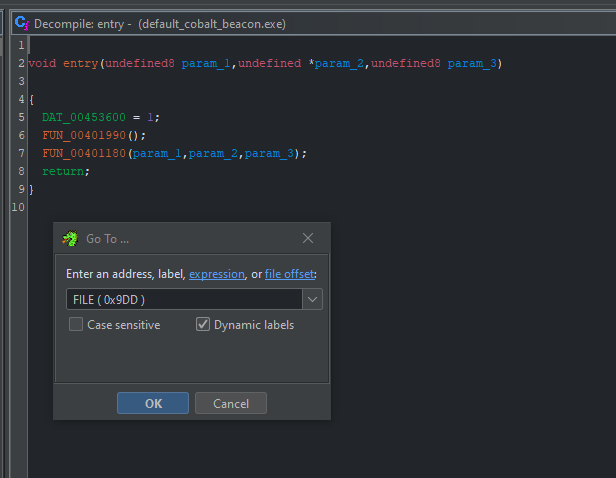 Decompile: entry - (default_cobalt_beacon.exe)
1
2 void entry(undefined8 param_1,undefined *param_2,undefined8 param_3)
3
4 {
5 DAT_00453600 = 1;
6 FUN_00401990();
7 FUN_00401180(param_1,param_2,param_3);
8 return;
9 }
10
Go To ...
Enter an address, label, expression, or file offset:
FILE ( 0x9DD )
Case sensitive Dynamic labels
OK Cancel